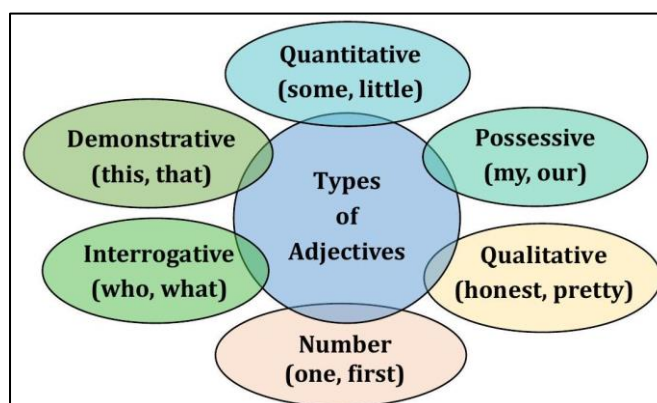 Quantitative
(some, little)
Demonstrative
(this, that)
Possessive
(my, our)
Types
of
Adjectives
Interrogative
(who, what)
Qualitative
(honest, pretty)
Number
(one, first)